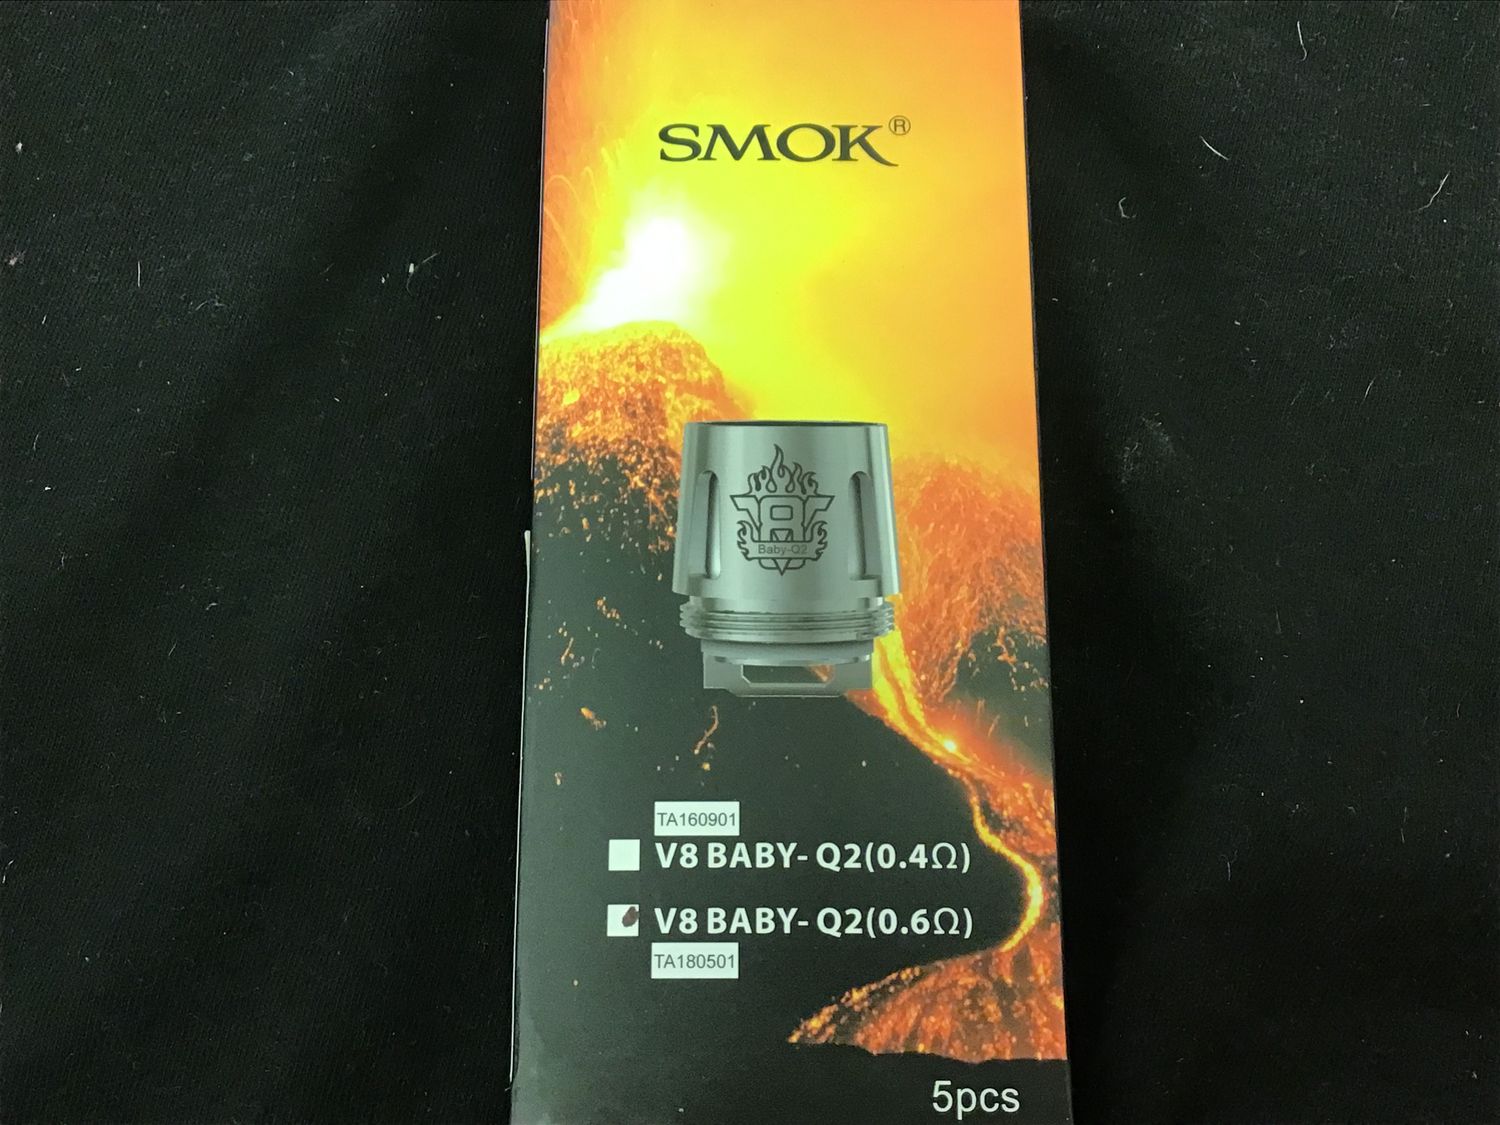 SMOK®
Baby-Q2
TA160901
V8 BABY- Q2(0.4Ω)
V8 BABY- Q2(0.6Ω)
TA180501
5pcs